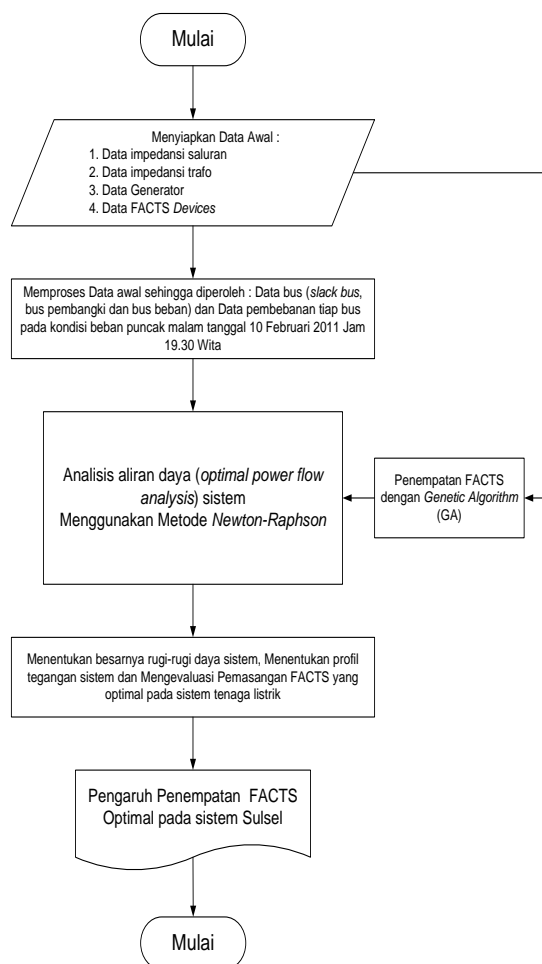 Mulai
Menyiapkan Data Awal :
1. Data impedansi saluran
2. Data impedansi trafo
3. Data Generator
4. Data FACTS Devices
Memproses Data awal sehingga diperoleh : Data bus (slack bus,
bus pembangki dan bus beban) dan Data pembebanan tiap bus
pada kondisi beban puncak malam tanggal 10 Februari 2011 Jam
19.30 Wita
Analisis aliran daya (optimal power flow
analysis) sistem
Menggunakan Metode Newton-Raphson
Penempatan FACTS
dengan Genetic Algorithm
(GA)
Menentukan besarnya rugi-rugi daya sistem, Menentukan profil
tegangan sistem dan Mengevaluasi Pemasangan FACTS yang
optimal pada sistem tenaga listrik
Pengaruh Penempatan FACTS
Optimal pada sistem Sulsel
Mulai